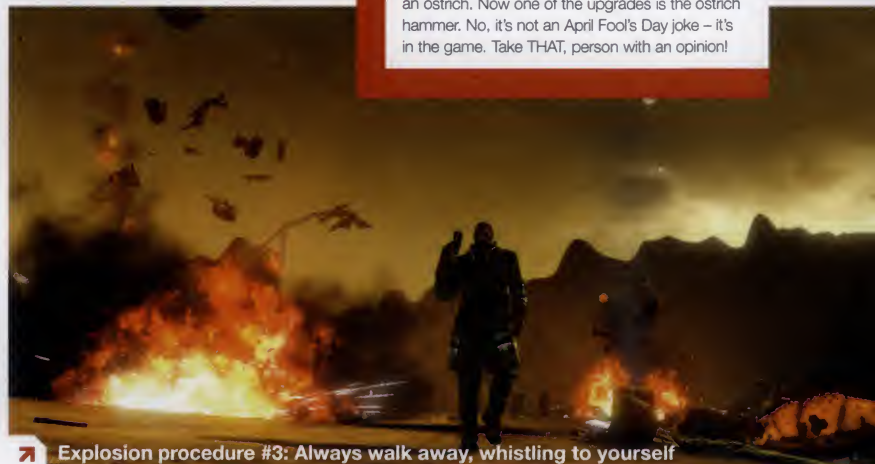 an ostrich. Now one of the upgrades is the ostrich
hammer. No, it's not an April Fool's Day joke – it's
in the game. Take THAT, person with an opinion!
Explosion procedure #3: Always walk away, whistling to yourself